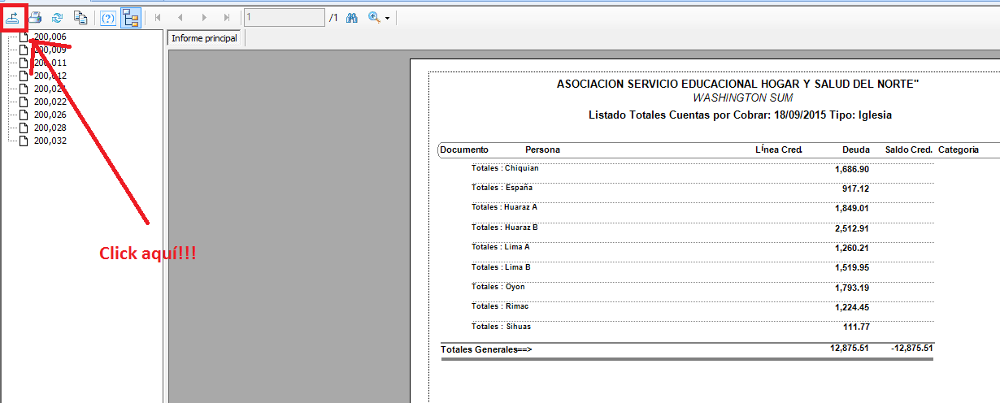 1 /1
Informe principal
200,006
200,009
200,011
200,012
200,021
200,022
200,026
200,028
200,032
Click aquí!!!
ASOCIACION SERVICIO EDUCACIONAL HOGAR Y SALUD DEL NORTE"
WASHINGTON SUM
Listado Totales Cuentas por Cobrar: 18/09/2015 Tipo: Iglesia
Documento Persona Línea Cred. Deuda Saldo Cred. Categoria
Totales : Chiquian 1,686.90
Totales : España 917.12
Totales : Huaraz A 1,849.01
Totales : Huaraz B 2,512.91
Totales : Lima A 1,260.21
Totales : Lima B 1,519.95
Totales : Oyon 1,793.19
Totales : Rimac 1,224.45
Totales : Sihuas 111.77
Totales Generales==> 12,875.51 -12,875.51